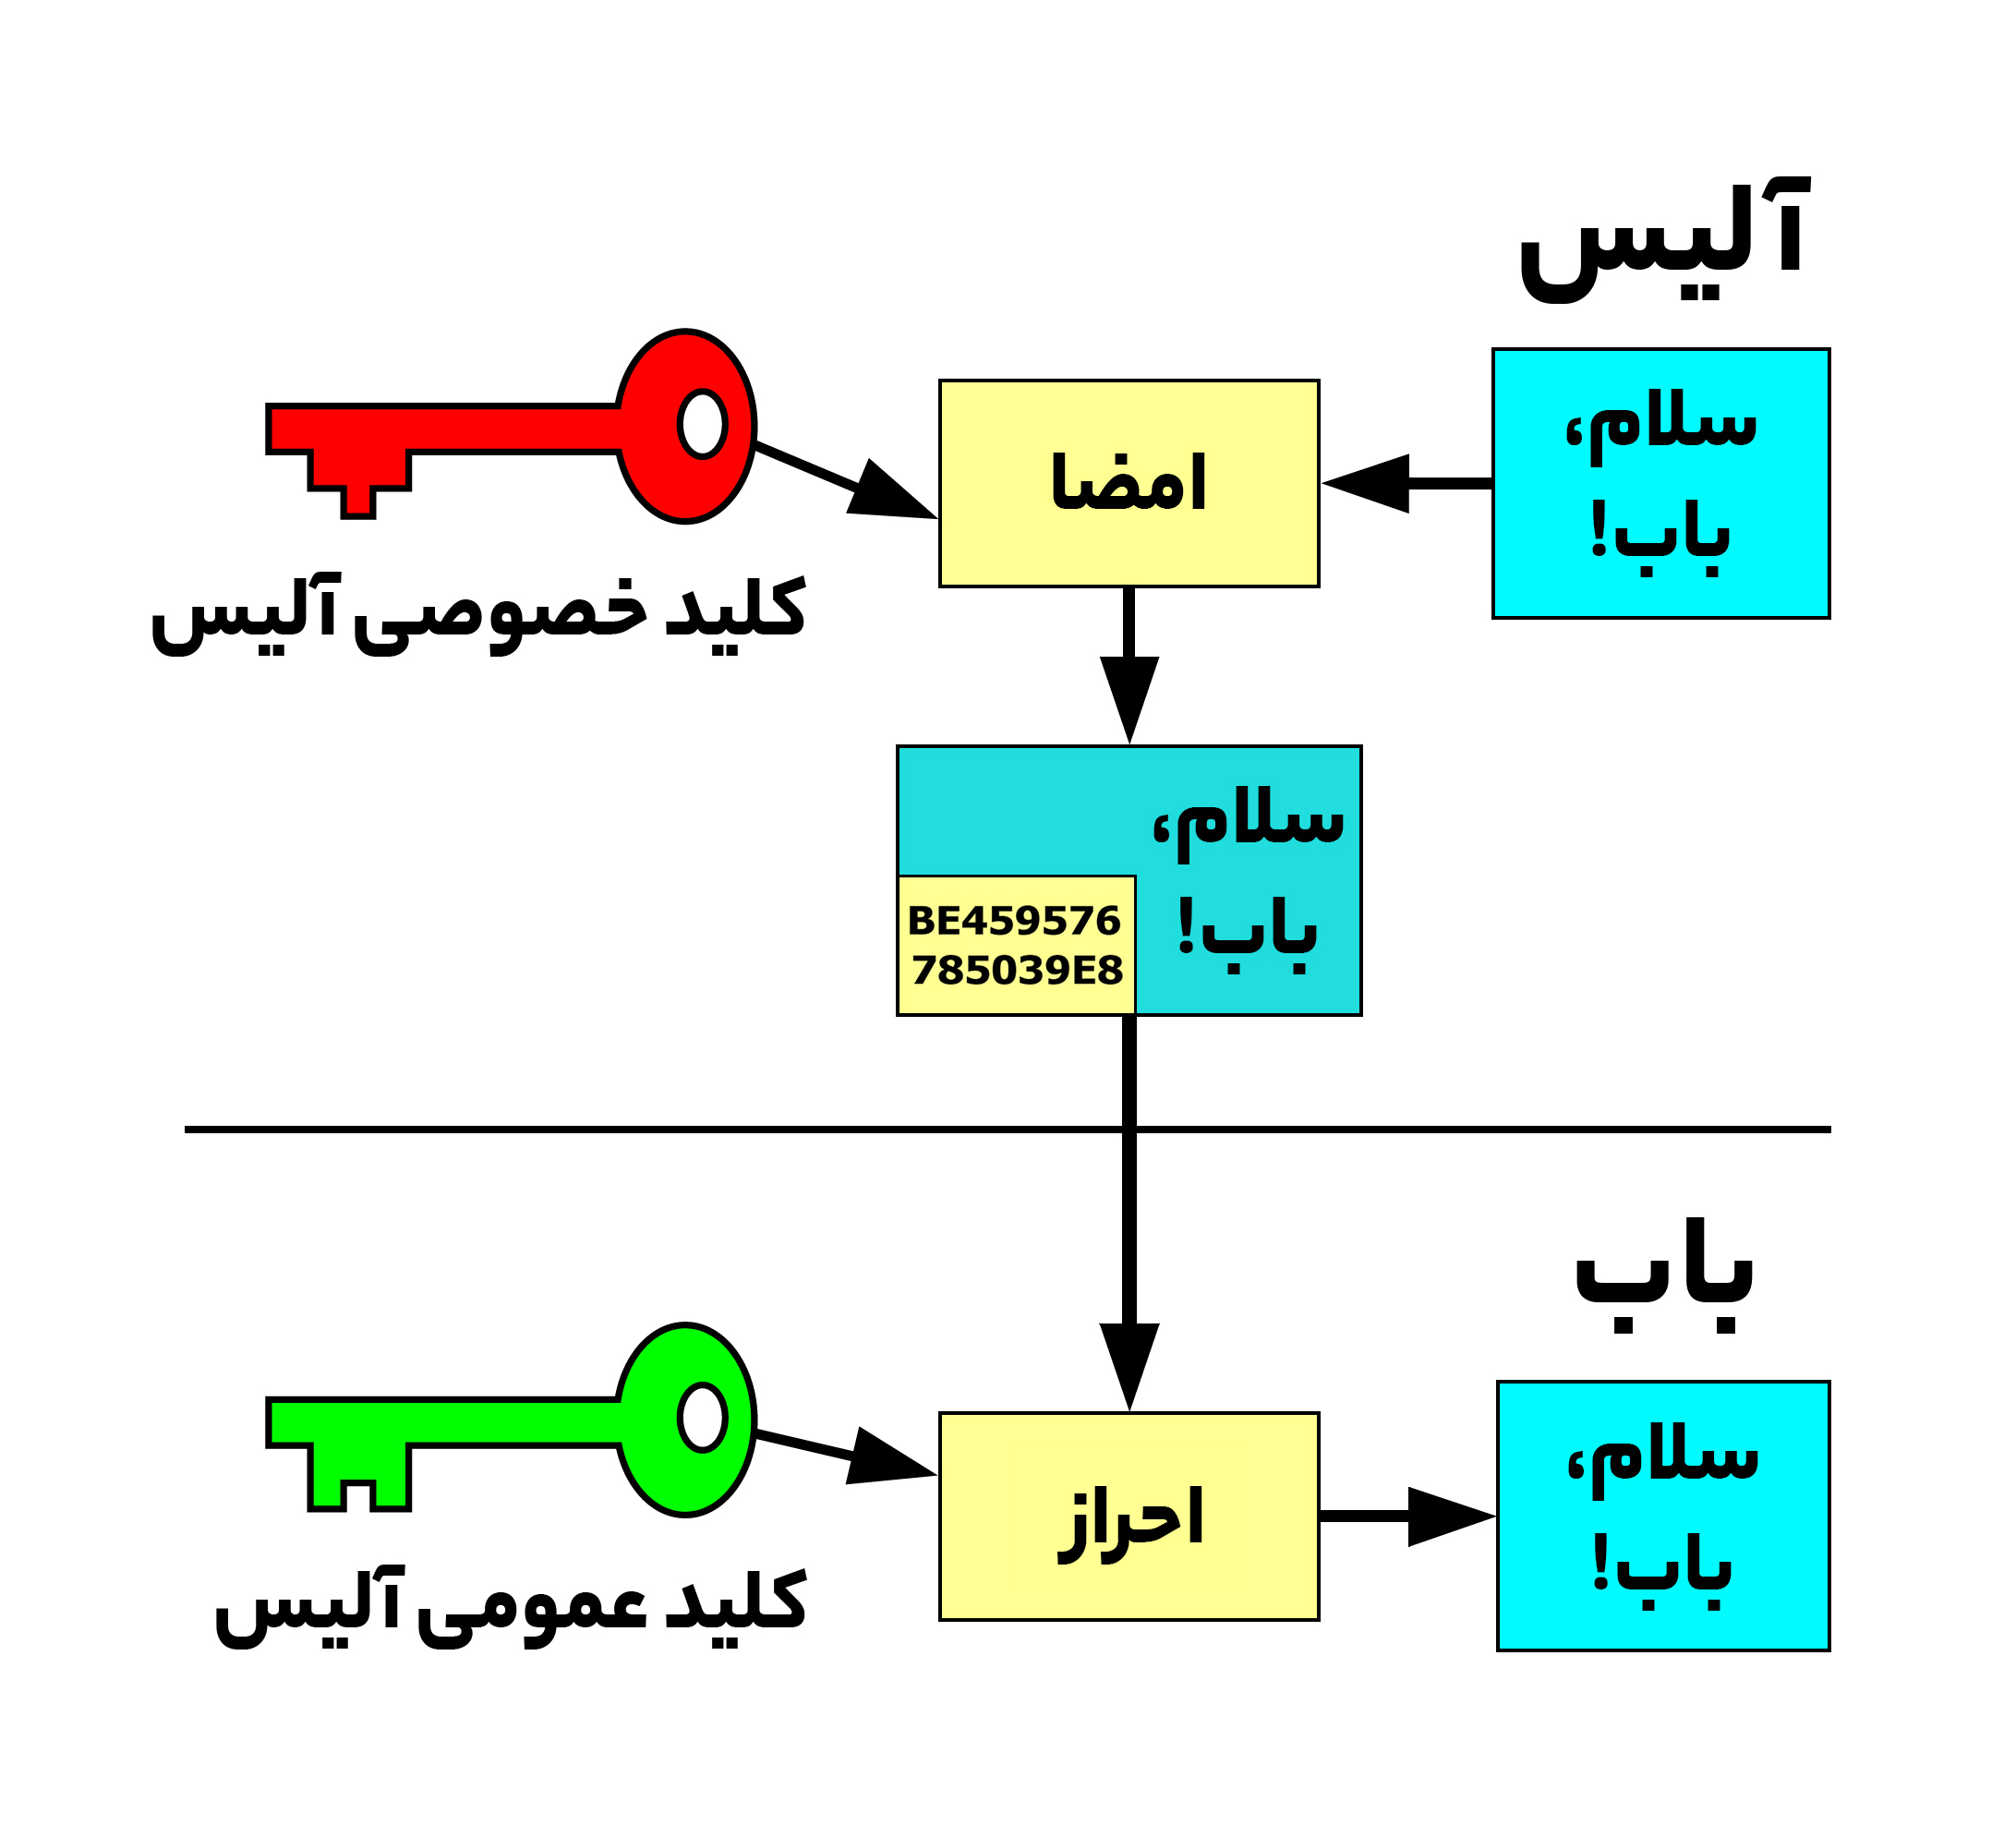 آلیس
سلام،
باب!
امضا
کلید خصوصی آلیس
سلام،
باب!
BE459576
785039E8
باب
کلید عمومی آلیس
احراز
سلام،
باب!